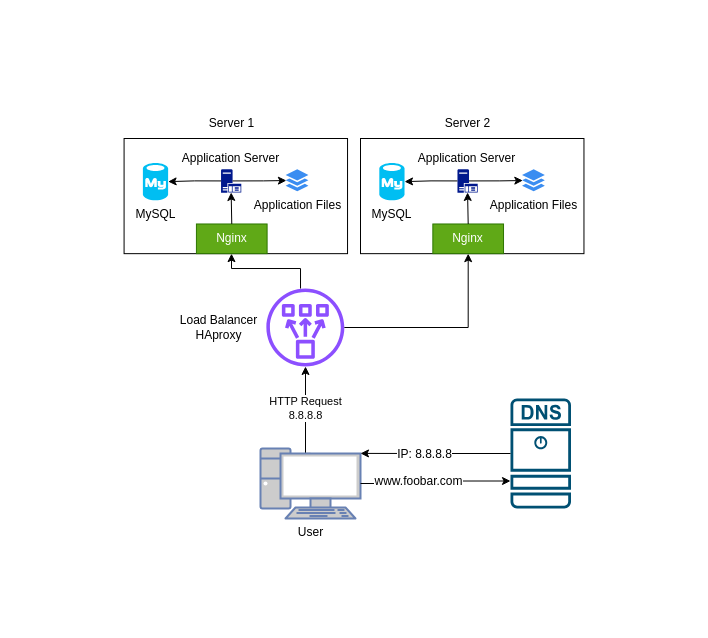 Server 1
Server 2
Application Server
My
MySQL
Application Files
Nginx
Application Server
My
MySQL
Application Files
Nginx
Load Balancer
HAproxy
HTTP Request
8.8.8.8
DNS
IP: 8.8.8.8
www.foobar.com
User